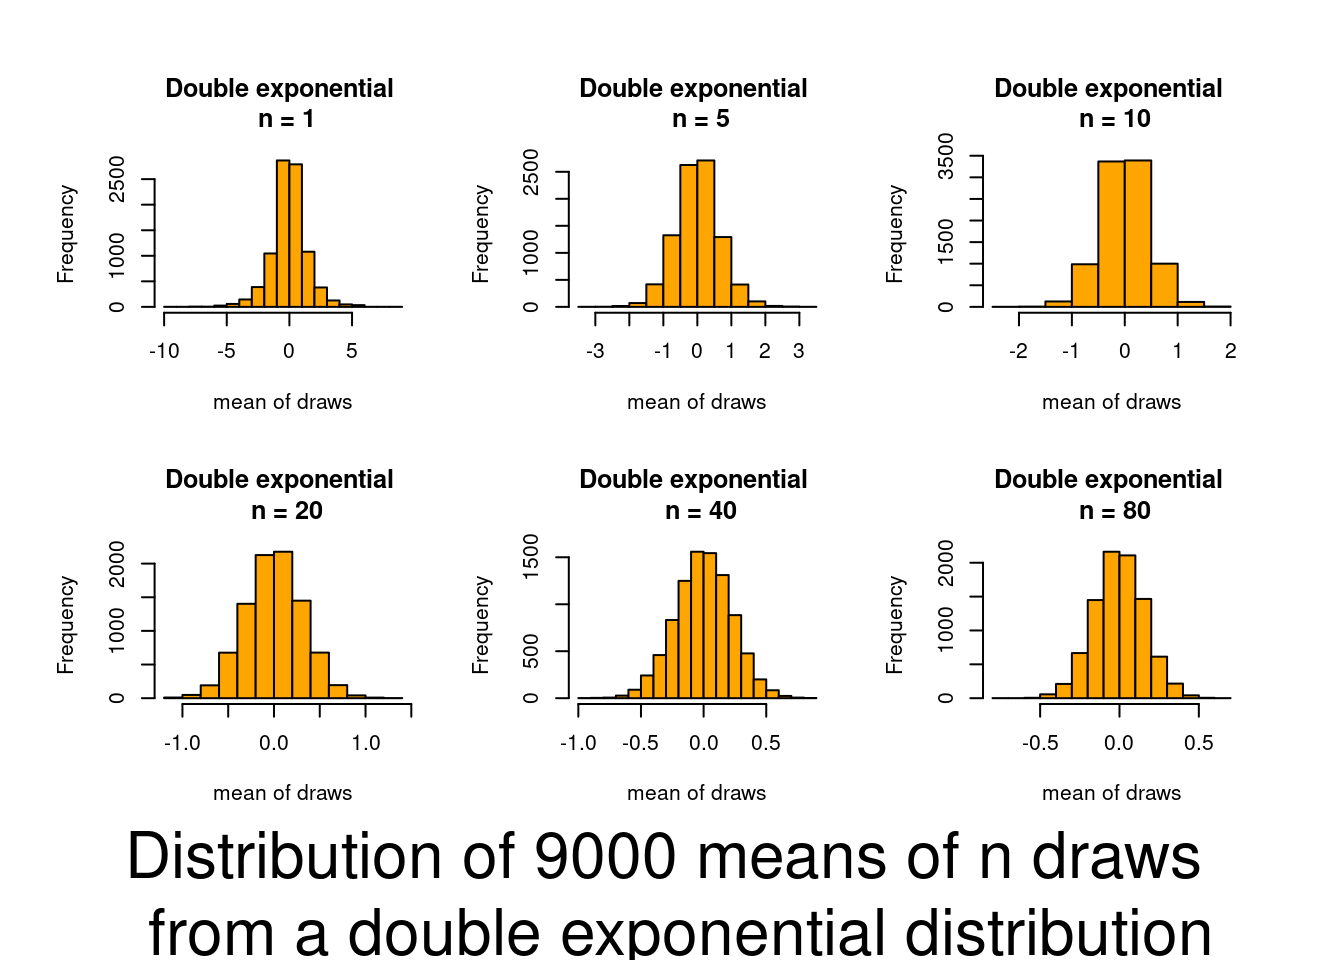 Double exponential
n = 1
Frequency
2500
1000
0
-10 -5 0 5
mean of draws
Double exponential
n = 5
Frequency
2500
1000
0
-3 -1 0 1 2 3
mean of draws
Double exponential
n = 10
Frequency
3500
1500
0
-2 -1 0 1 2
mean of draws
Double exponential
n = 20
Frequency
2000
1000
0
-1.0 0.0 1.0
mean of draws
Double exponential
n = 40
Frequency
1500
500
0
-1.0 -0.5 0.0 0.5
mean of draws
Double exponential
n = 80
Frequency
2000
1000
0
-0.5 0.0 0.5
mean of draws
Distribution of 9000 means of n draws
from a double exponential distribution